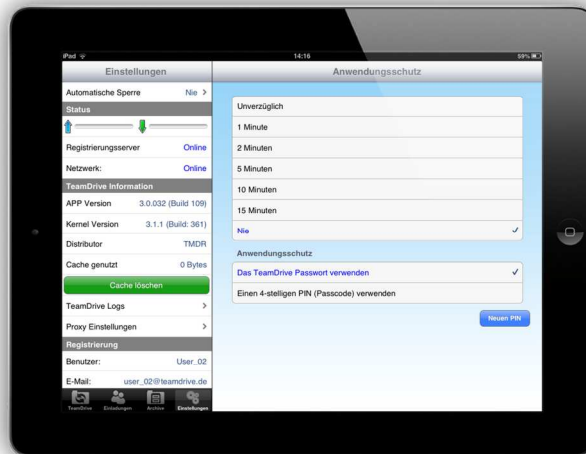 iPad
14:16
59%
Einstellungen
Automatische Sperre Nie
Status
Registrierungsserver Online
Netzwerk: Online
TeamDrive Information
APP Version 3.0.032 (Build 109)
Kernel Version 3.1.1 (Build: 361)
Distributor TMDR
Cache genutzt 0 Bytes
Cache löschen
TeamDrive Logs
Proxy Einstellungen
Registrierung
Benutzer: User_02
E-Mail: user_02@teamdrive.de
TeamDrive Einladungen Archive Einstellungen
Anwendungsschutz
Unverzüglich
1 Minute
2 Minuten
5 Minuten
10 Minuten
15 Minuten
Nie
Anwendungsschutz
Das TeamDrive Passwort verwenden
Einen 4-stelligen PIN (Passcode) verwenden
Neuen PIN